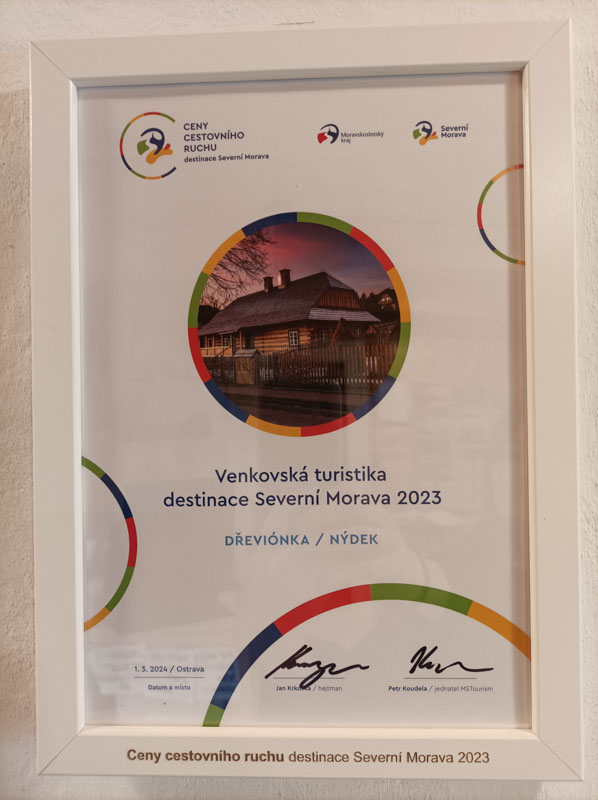 CENY
CESTOVNÍHO
RUCHU
destinace Severní Morava
Moravskoslezský
kraj
Severní
Morava
Venkovská turistika
destinace Severní Morava 2023
DŘEVIÓNKA / NÝDEK
1. 3. 2024 / Ostrava
Datum a místo
Jan Krkoška / hejtman
Petr Koudela / jednatel MSTourism
Ceny cestovního ruchu destinace Severní Morava 2023